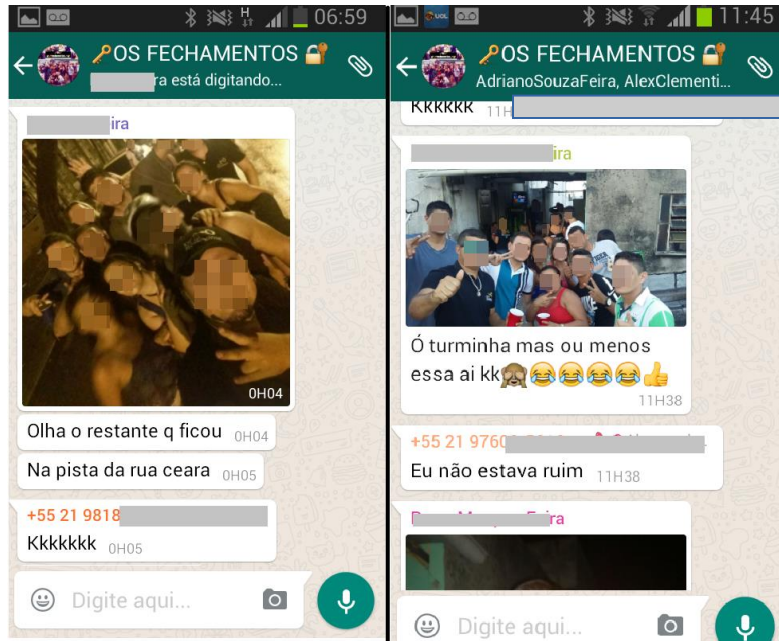 06:59
OS FECHAMENTOS
ra está digitando...
ira
0H04
Olha o restante q ficou 0H04
Na pista da rua ceara 0H05
+55 21 9818
Kkkkkkk 0H05
Digite aqui...
UOL
11:45
OS FECHAMENTOS
AdrianoSouzaFeira, AlexClementi...
KKKKKK 11H
ira
Ó turminha mas ou menos
essa ai kk
11H38
+55 21 9760
Eu não estava ruim 11H38
ra
Digite aqui...